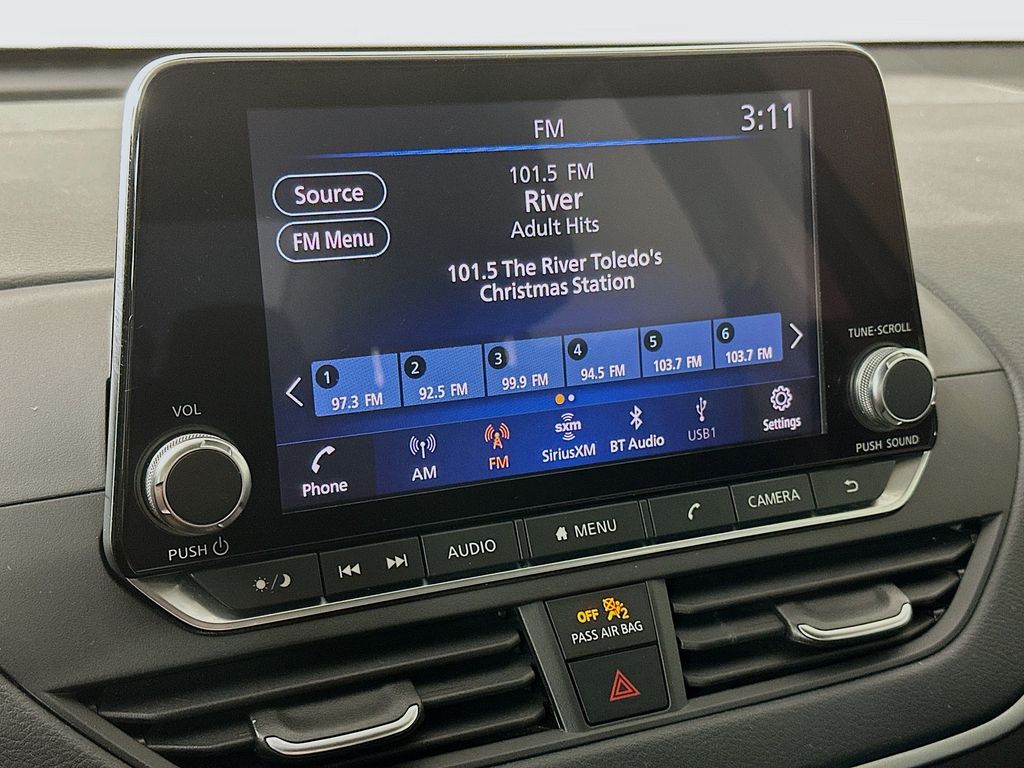 FM
3:11
Source
FM Menu
101.5 FM
River
Adult Hits
101.5 The River Toledo's
Christmas Station
1 97.3 FM
2 92.5 FM
3 99.9 FM
4 94.5 FM
5 103.7 FM
6 103.7 FM
Phone
AM
FM
sxm
SiriusXM
BT Audio
USB1
Settings
VOL
PUSH
TUNE·SCROLL
PUSH SOUND
AUDIO
MENU
CAMERA
OFF 2
PASS AIR BAG